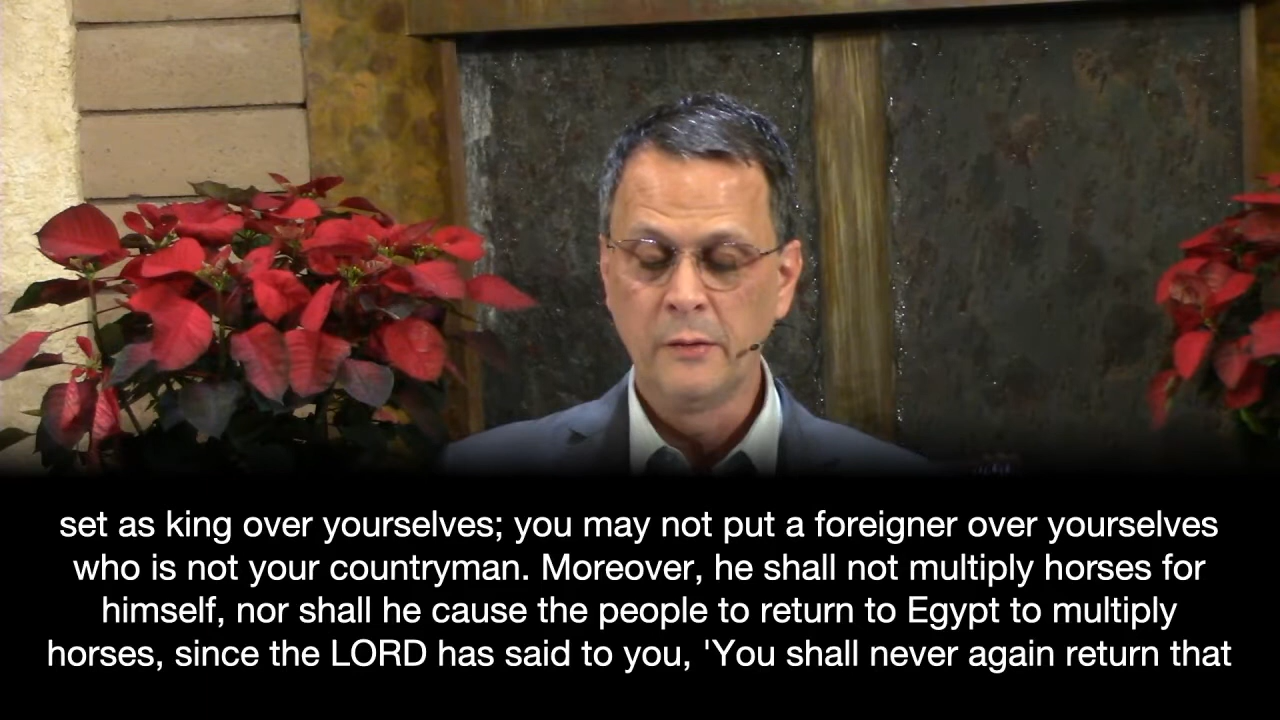 set as king over yourselves; you may not put a foreigner over yourselves
who is not your countryman. Moreover, he shall not multiply horses for
himself, nor shall he cause the people to return to Egypt to multiply
horses, since the LORD has said to you, 'You shall never again return that